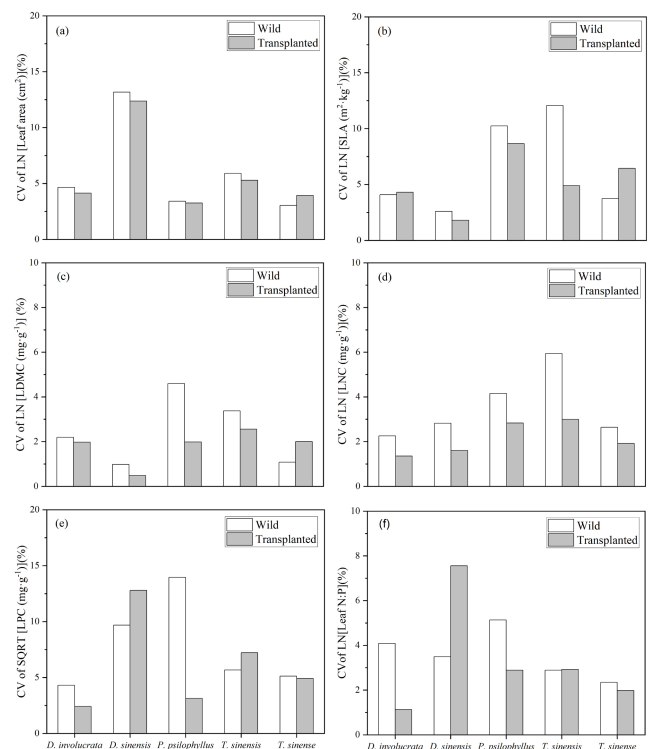 (a)
Wild
Transplanted
CV of LN [Leaf area (cm²)](%)
20
15
10
5
0
(b)
Wild
Transplanted
CV of LN [SLA (m²·kg⁻¹)](%)
20
15
10
5
0
(c)
Wild
Transplanted
CV of LN [LDMC (mg·g⁻¹)] (%)
10
8
6
4
2
0
(d)
Wild
Transplanted
CV of LN [LNC (mg·g⁻¹)](%)
10
8
6
4
2
0
(e)
Wild
Transplanted
CV of SQRT [LPC (mg·g⁻¹)](%)
20
15
10
5
0
D. involucrata D. sinensis P. psilophyllus T. sinensis T. sinense
(f)
Wild
Transplanted
CVof LN[Leaf N:P](%)
10
8
6
4
2
0
D. involucrata D. sinensis P. psilophyllus T. sinensis T. sinense